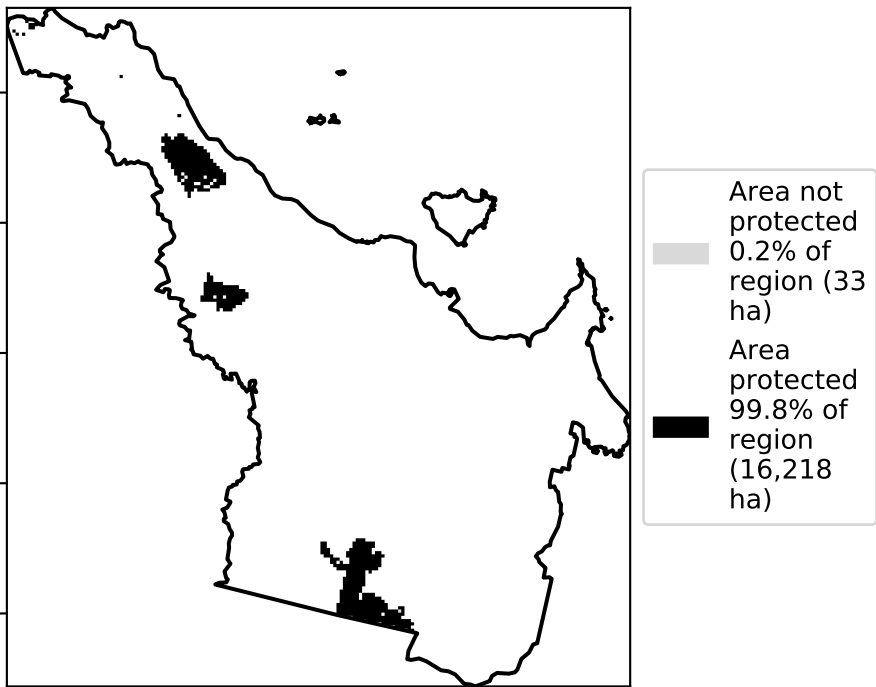 Area not
protected
0.2% of
region (33
ha)
Area
protected
99.8% of
region
(16,218
ha)